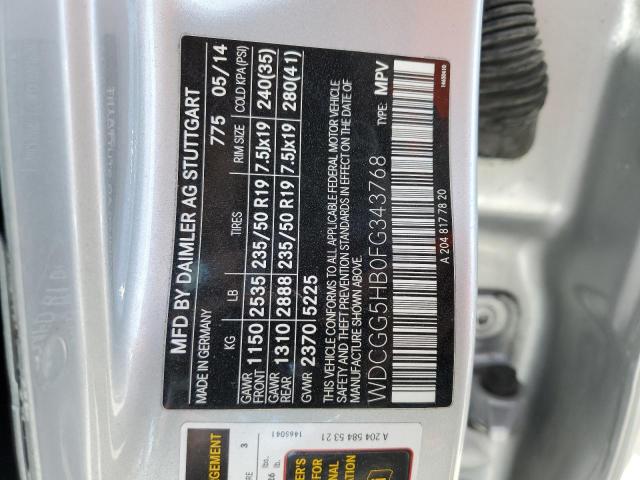 MFD BY DAIMLER AG STUTTGART
MADE IN GERMANY 775 05/14
KG LB TIRES RIM SIZE COLD KPA (PSI)
GAWR FRONT 1150 2535 235/50 R19 7.5Jx19 240(35)
GAWR REAR 1310 2888 235/50 R19 7.5Jx19 280(41)
GVWR 2370 5225
THIS VEHICLE CONFORMS TO ALL APPLICABLE FEDERAL MOTOR VEHICLE
SAFETY AND THEFT PREVENTION STANDARDS IN EFFECT ON THE DATE OF
MANUFACTURE SHOWN ABOVE.
WDCGG5HB0FG343768 TYPE: MPV
A 204 817 78 20
A 204 584 53 21
1465041